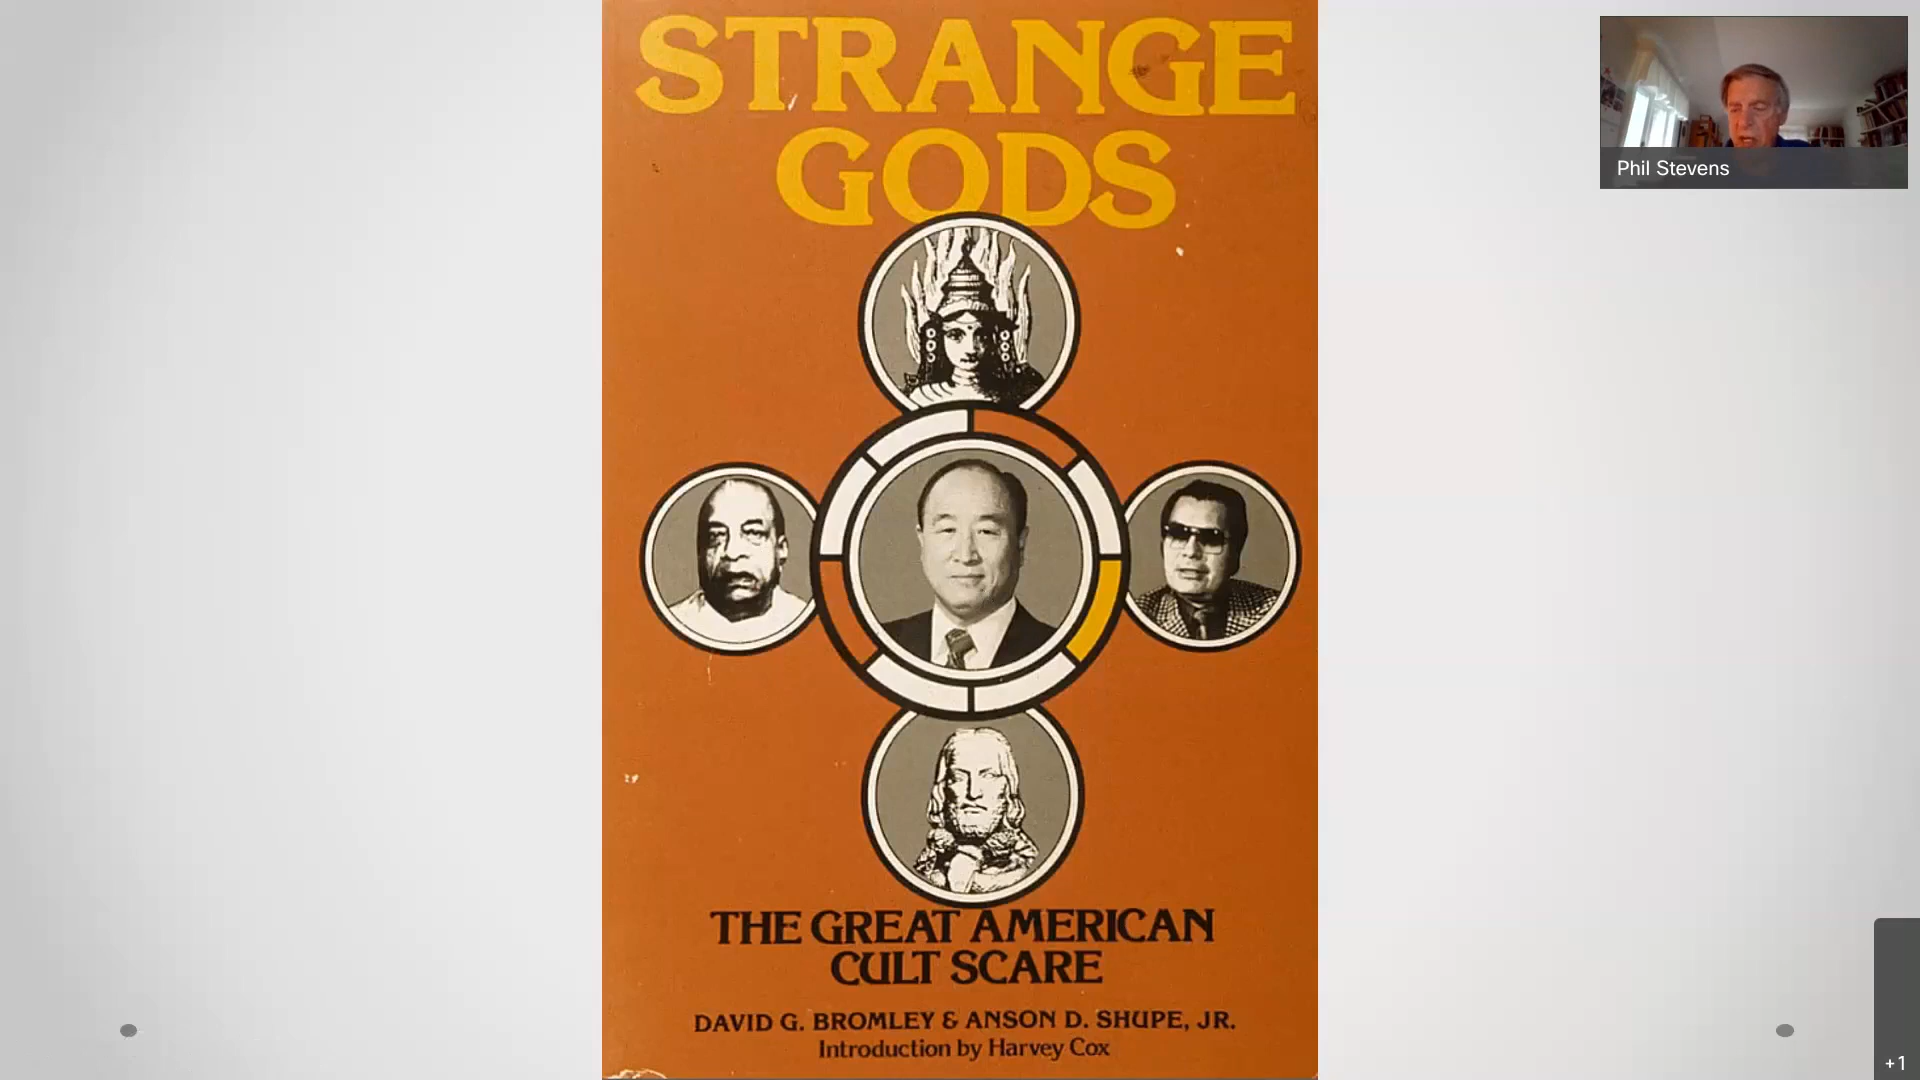 STRANGE
GODS
Phil Stevens
THE GREAT AMERICAN
CULT SCARE
DAVID G. BROMLEY & ANSON D. SHUPE, JR.
Introduction by Harvey Cox
+1